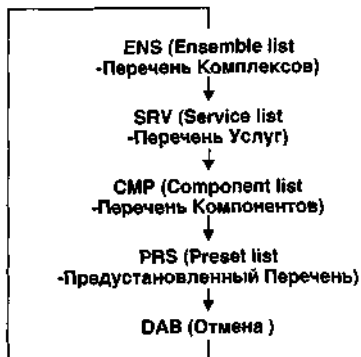 ENS (Ensemble list
-Перечень Комплексов)
SRV (Service list
-Перечень Услуг)
CMP (Component list
-Перечень Компонентов)
PRS (Preset list
-Предустановленный Перечень)
DAB (Отмена )